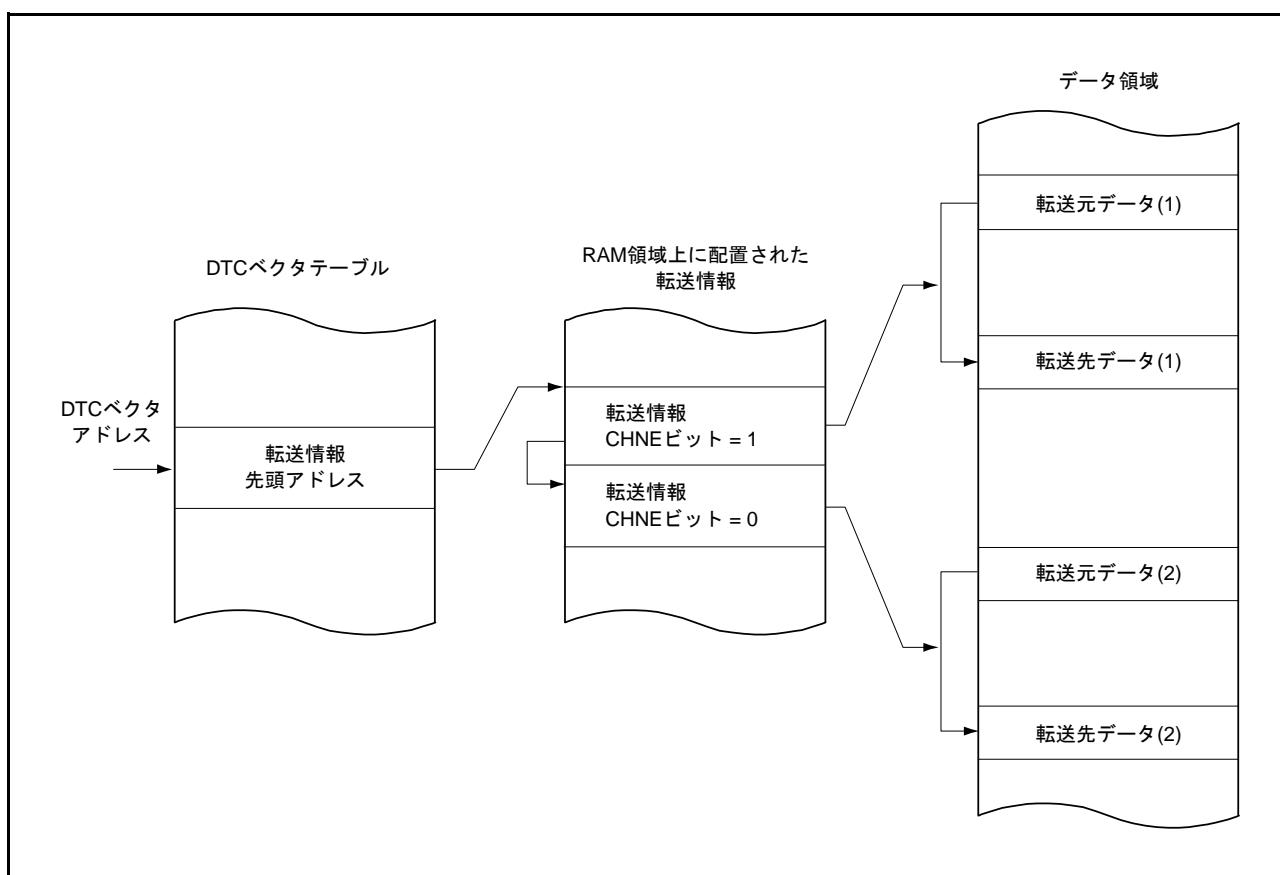 データ領域
転送元データ(1)
RAM領域上に配置された
転送情報
DTCベクタテーブル
転送先データ(1)
DTCベクタ
アドレス
転送情報
先頭アドレス
転送情報
CHNEビット = 1
転送情報
CHNEビット = 0
転送元データ(2)
転送先データ(2)